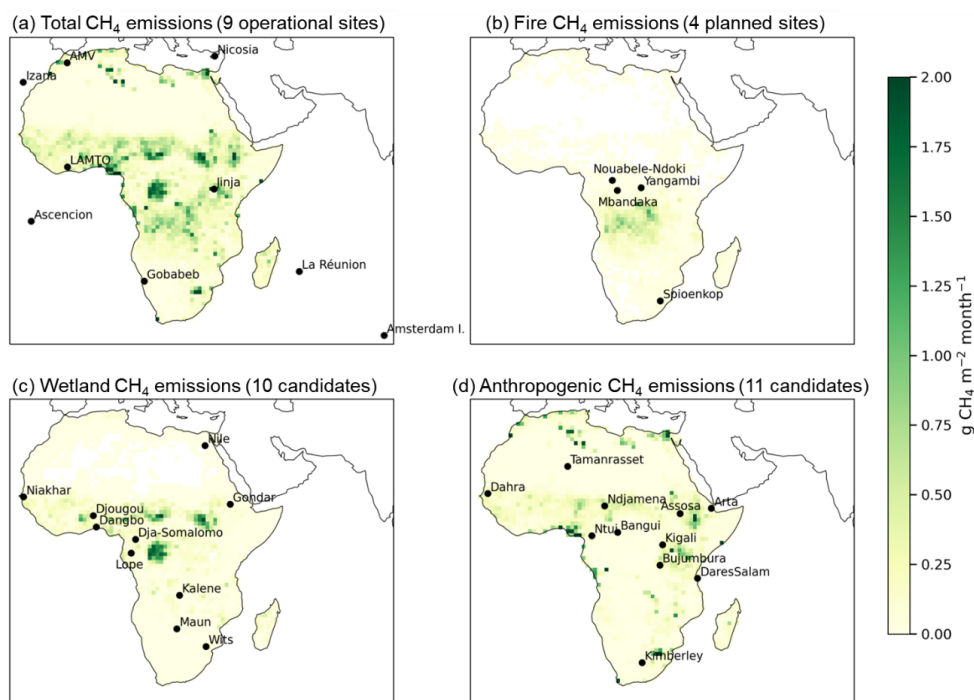 (a) Total CH₄ emissions (9 operational sites)
AMV
Nicosia
Izana
LAMTO
Jinja
Ascencion
La Réunion
Gobabeb
Amsterdam I.
(b) Fire CH₄ emissions (4 planned sites)
Nouabele-Ndoki
Yangambi
Mbandaka
Spioenkop
(c) Wetland CH₄ emissions (10 candidates)
Nile
Niakhar
Gondar
Djougou
Dangbo
Dja-Somalomo
Lope
Kalene
Maun
Wits
(d) Anthropogenic CH₄ emissions (11 candidates)
Tamanrasset
Dahra
Ndjamena
Arta
Assosa
Ntui
Bangui
Kigali
Bujumbura
DaresSalam
Kimberley
2.00
1.75
1.50
1.25
1.00
0.75
0.50
0.25
0.00
g CH₄ m⁻² month⁻¹